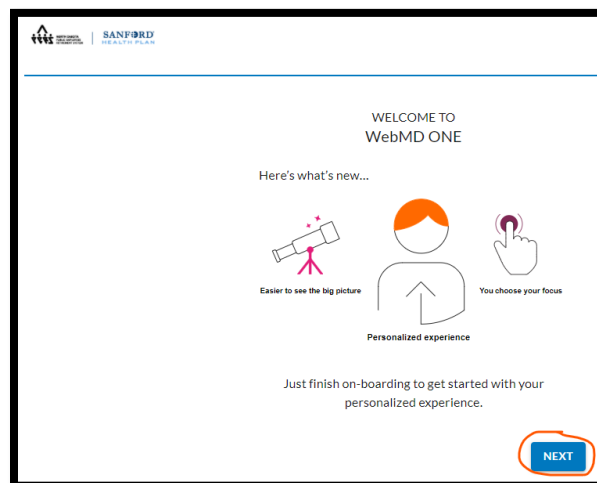 SANFORD
HEALTH PLAN
WELCOME TO
WebMD ONE
Here's what's new...
Easier to see the big picture
You choose your focus
Personalized experience
Just finish on-boarding to get started with your
personalized experience.
NEXT